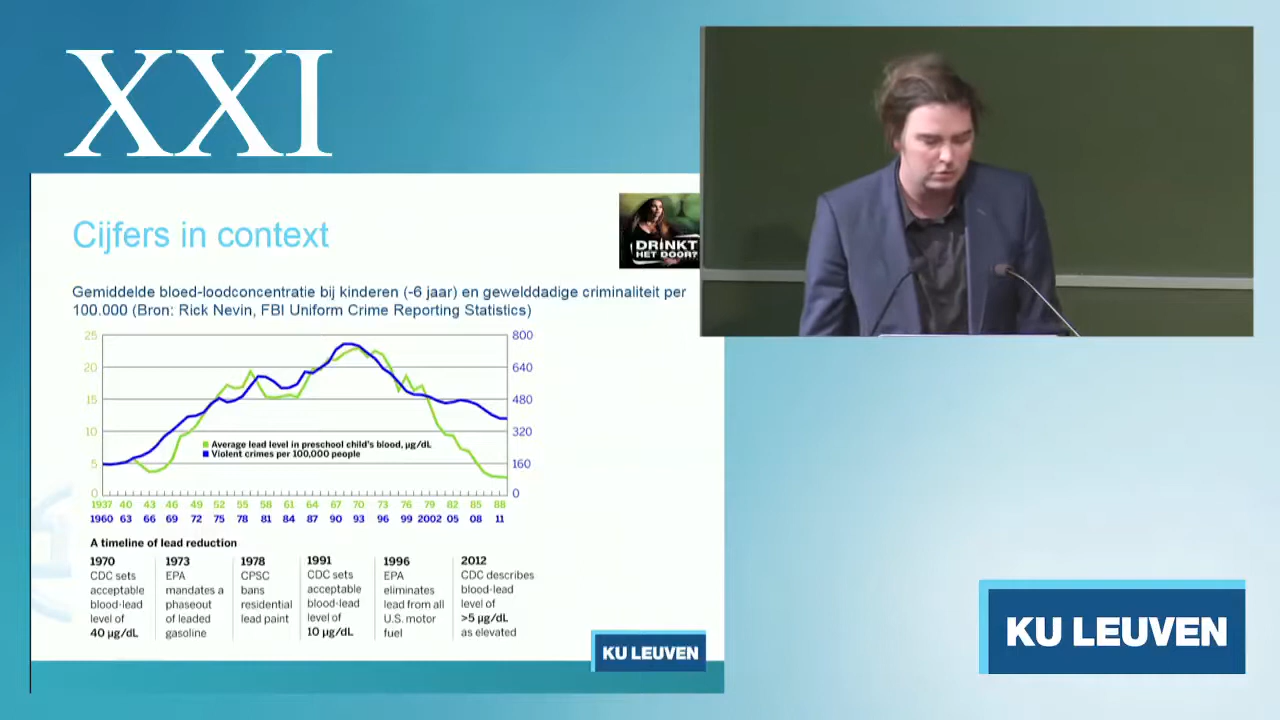 XXI
Cijfers in context
DRINKT
HET DOOR?
Gemiddelde bloed-loodconcentratie bij kinderen (-6 jaar) en gewelddadige criminaliteit per
100.000 (Bron: Rick Nevin, FBI Uniform Crime Reporting Statistics)
25 800
20 640
15 480
10 320
5 160
0 0
Average lead level in preschool child's blood, µg/dL
Violent crimes per 100,000 people
1937 40 43 46 49 52 55 58 61 64 67 70 73 76 79 82 85 88
1960 63 66 69 72 75 78 81 84 87 90 93 96 99 2002 05 08 11
A timeline of lead reduction
1970
CDC sets
acceptable
blood-lead
level of
40 µg/dL
1973
EPA
mandates a
phaseout
of leaded
gasoline
1978
CPSC
bans
residential
lead paint
1991
CDC sets
acceptable
blood-lead
level of
10 µg/dL
1996
EPA
eliminates
lead from all
U.S. motor
fuel
2012
CDC describes
blood-lead
level of
>5 µg/dL
as elevated
KU LEUVEN
KU LEUVEN